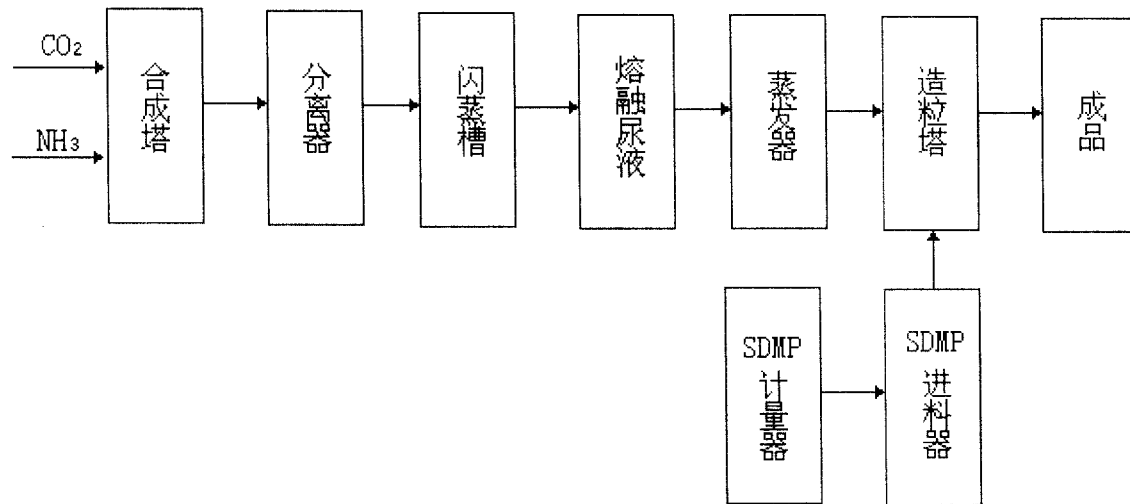 CO₂
NH₃
合成塔
分离器
闪蒸槽
熔融尿液
蒸发器
造粒塔
成品
SDMP
计量器
SDMP
进料器